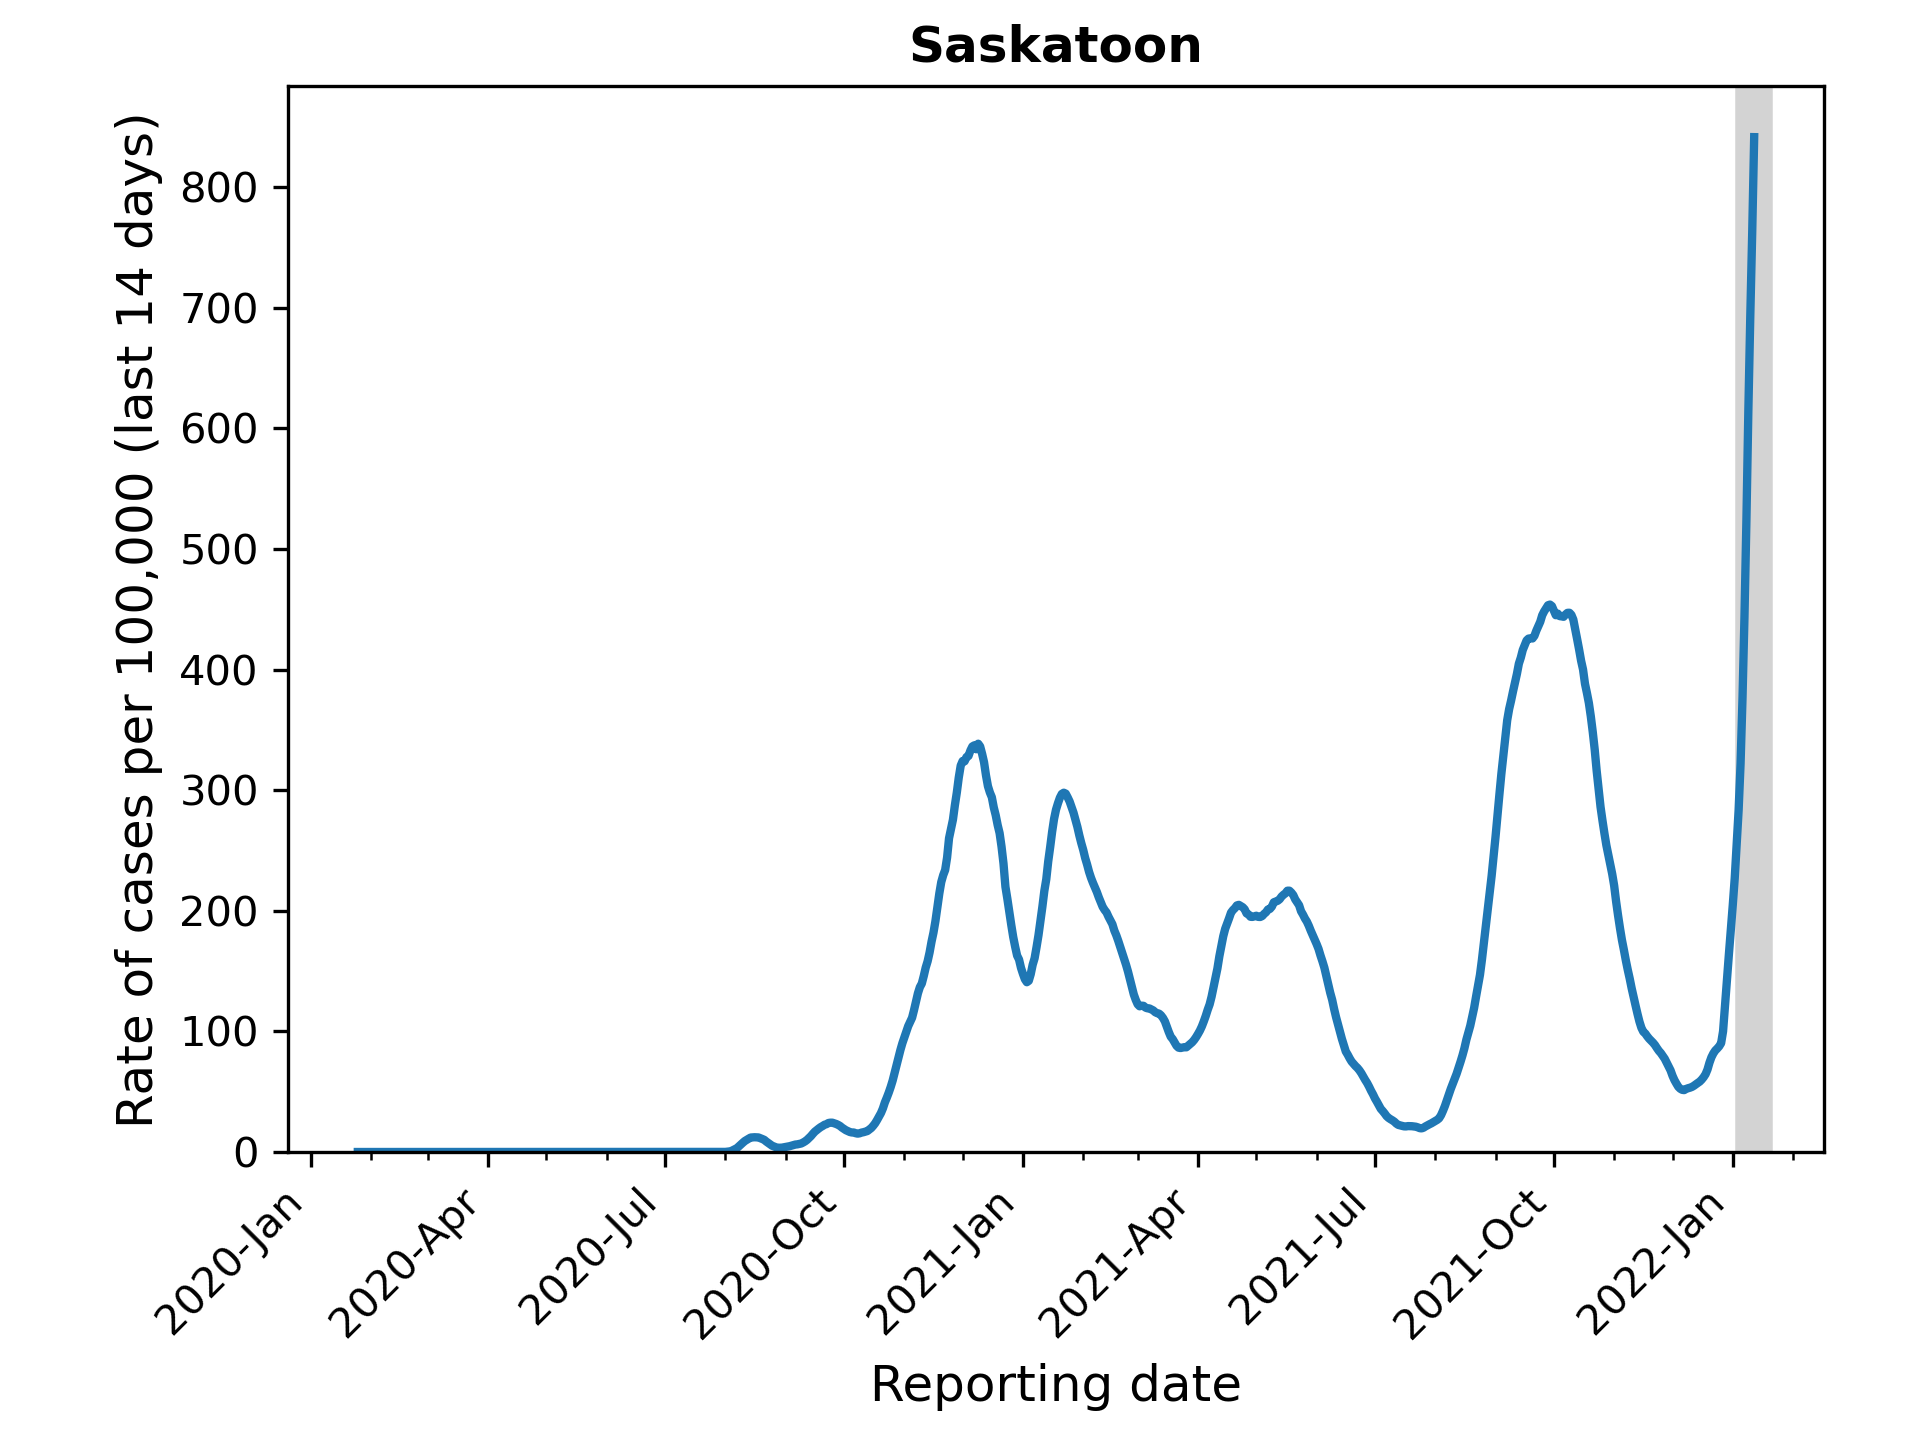 Saskatoon
Rate of cases per 100,000 (last 14 days)
800
700
600
500
400
300
200
100
0
2020-Jan
2020-Apr
2020-Jul
2020-Oct
2021-Jan
2021-Apr
2021-Jul
2021-Oct
2022-Jan
Reporting date